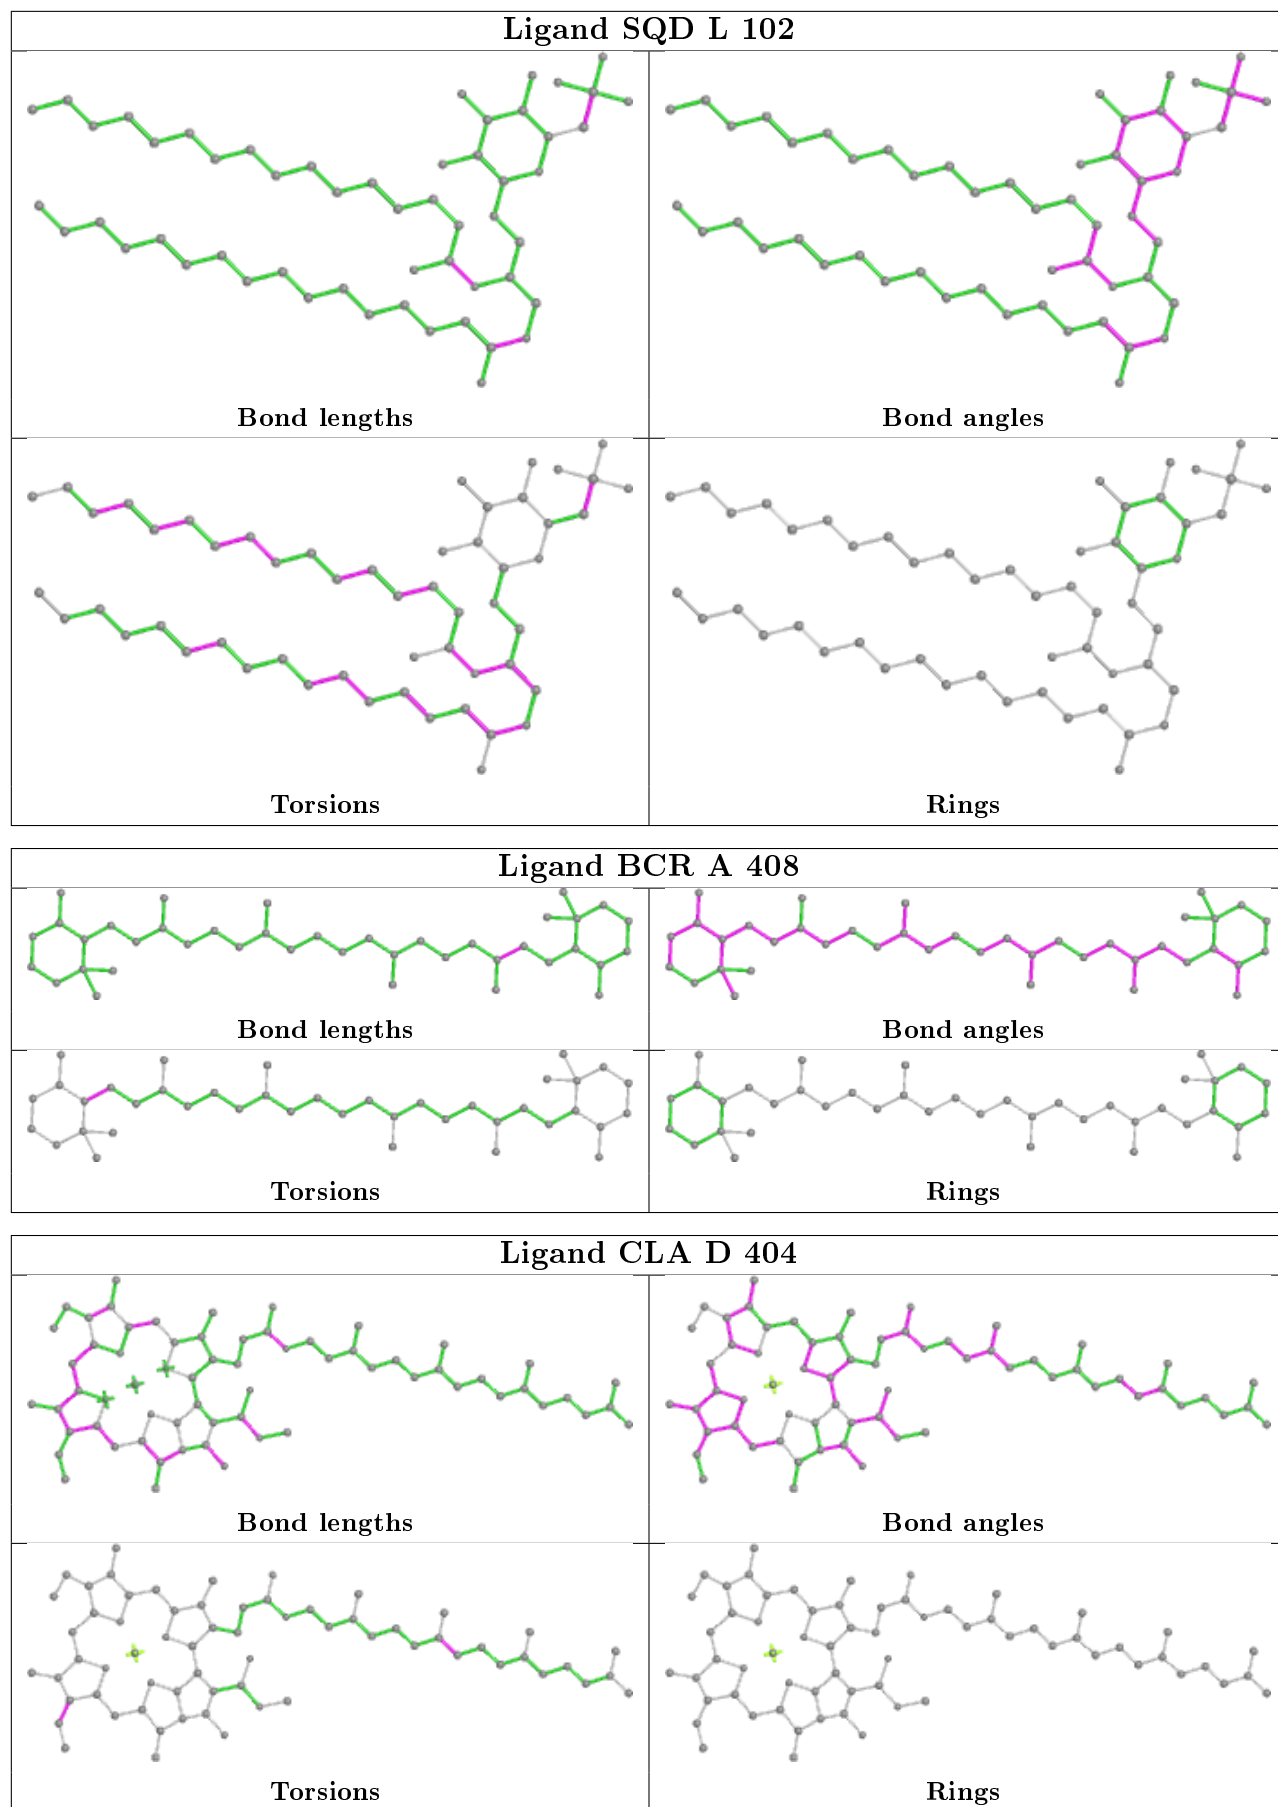 Ligand SQD L 102
Bond lengths
Bond angles
Torsions
Rings
Ligand BCR A 408
Bond lengths
Bond angles
Torsions
Rings
Ligand CLA D 404
Bond lengths
Bond angles
Torsions
Rings